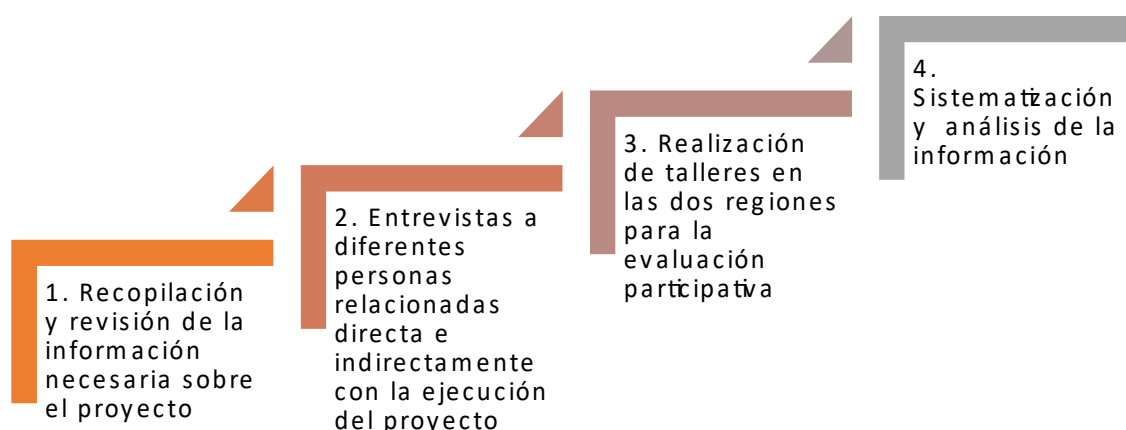 1. Recopilación
y revisión de la
información
necesaria sobre
el proyecto
2. Entrevistas a
diferentes
personas
relacionadas
directa e
indirectamente
con la ejecución
del proyecto
3. Realización
de talleres en
las dos regiones
para la
evaluación
participativa
4.
Sistematización
y análisis de la
información